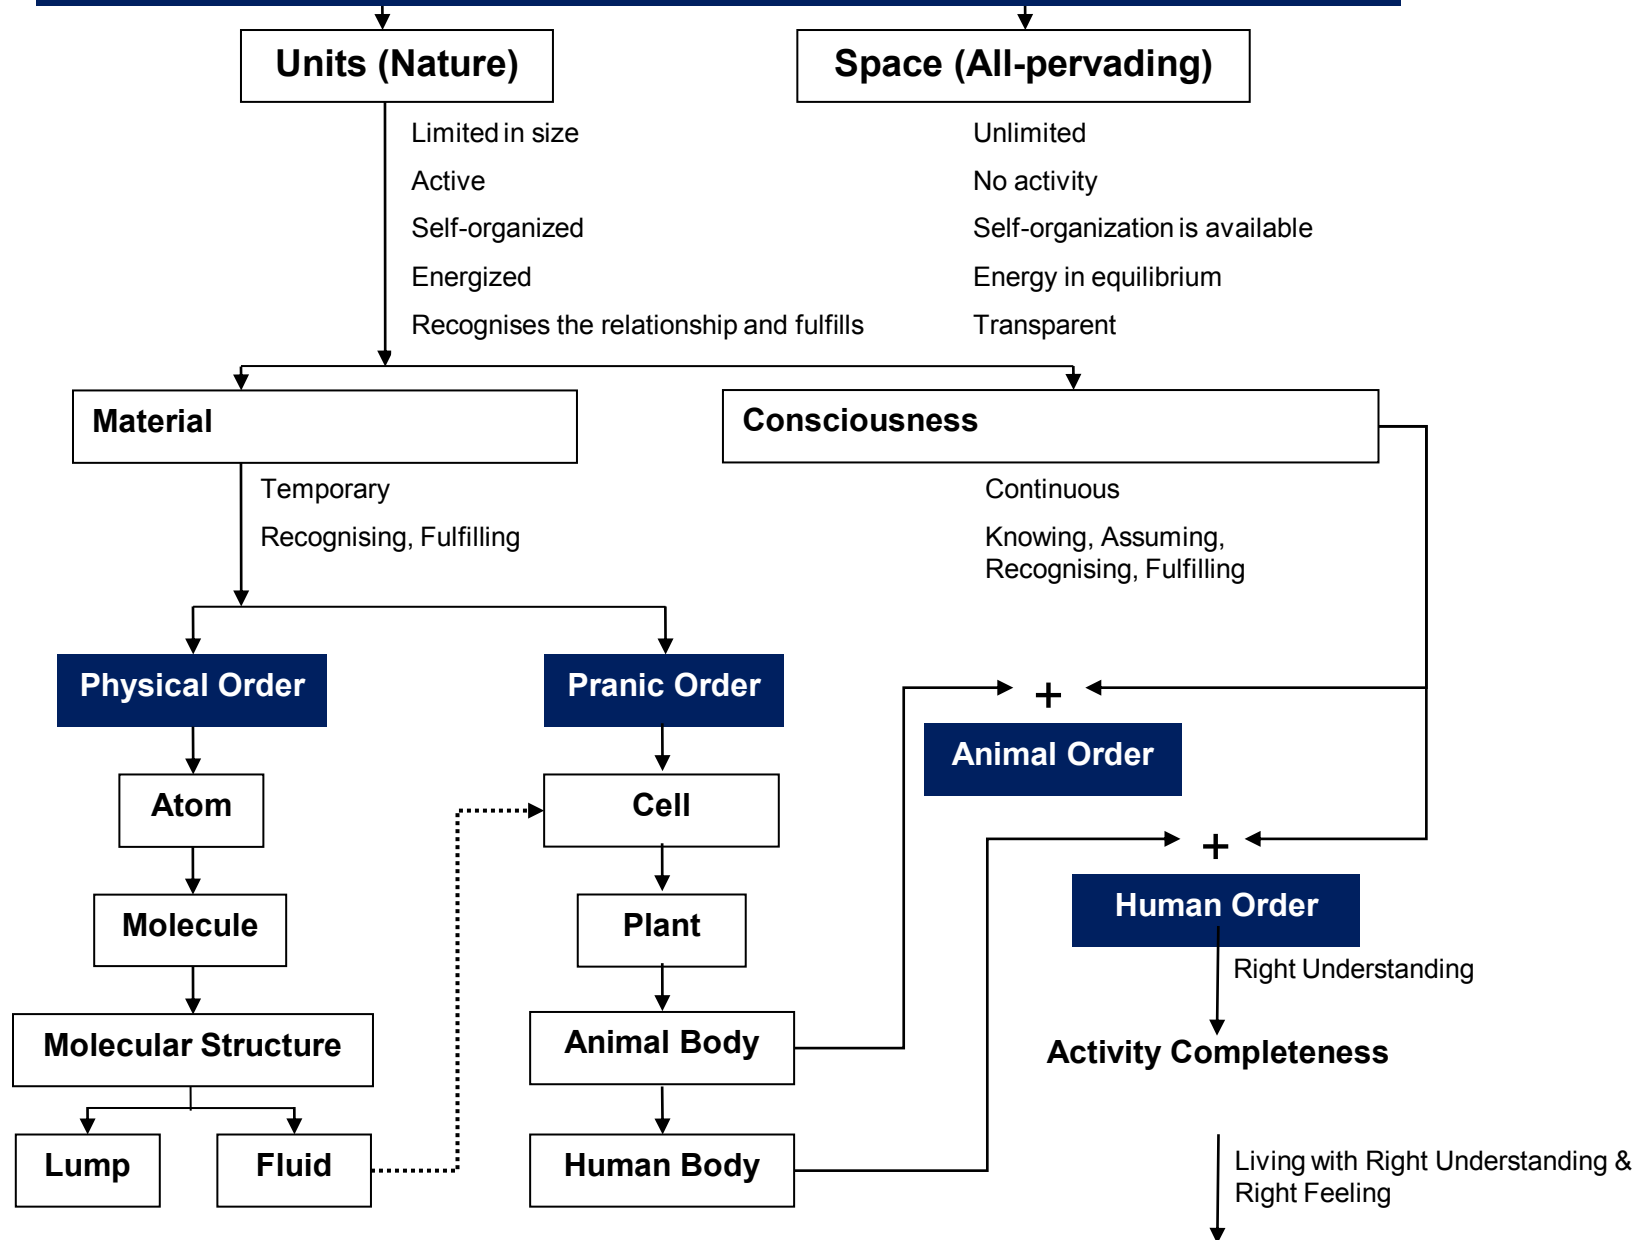 Units (Nature)
Space (All-pervading)
Limited in size
Unlimited
Active
No activity
Self-organized
Self-organization is available
Energized
Energy in equilibrium
Recognises the relationship and fulfills
Transparent
Material
Consciousness
Temporary
Continuous
Recognising, Fulfilling
Knowing, Assuming,
Recognising, Fulfilling
Physical Order
Pranic Order
+
Animal Order
Atom
Cell
+
Human Order
Molecule
Plant
Right Understanding
Molecular Structure
Animal Body
Activity Completeness
Lump
Fluid
Human Body
Living with Right Understanding &
Right Feeling